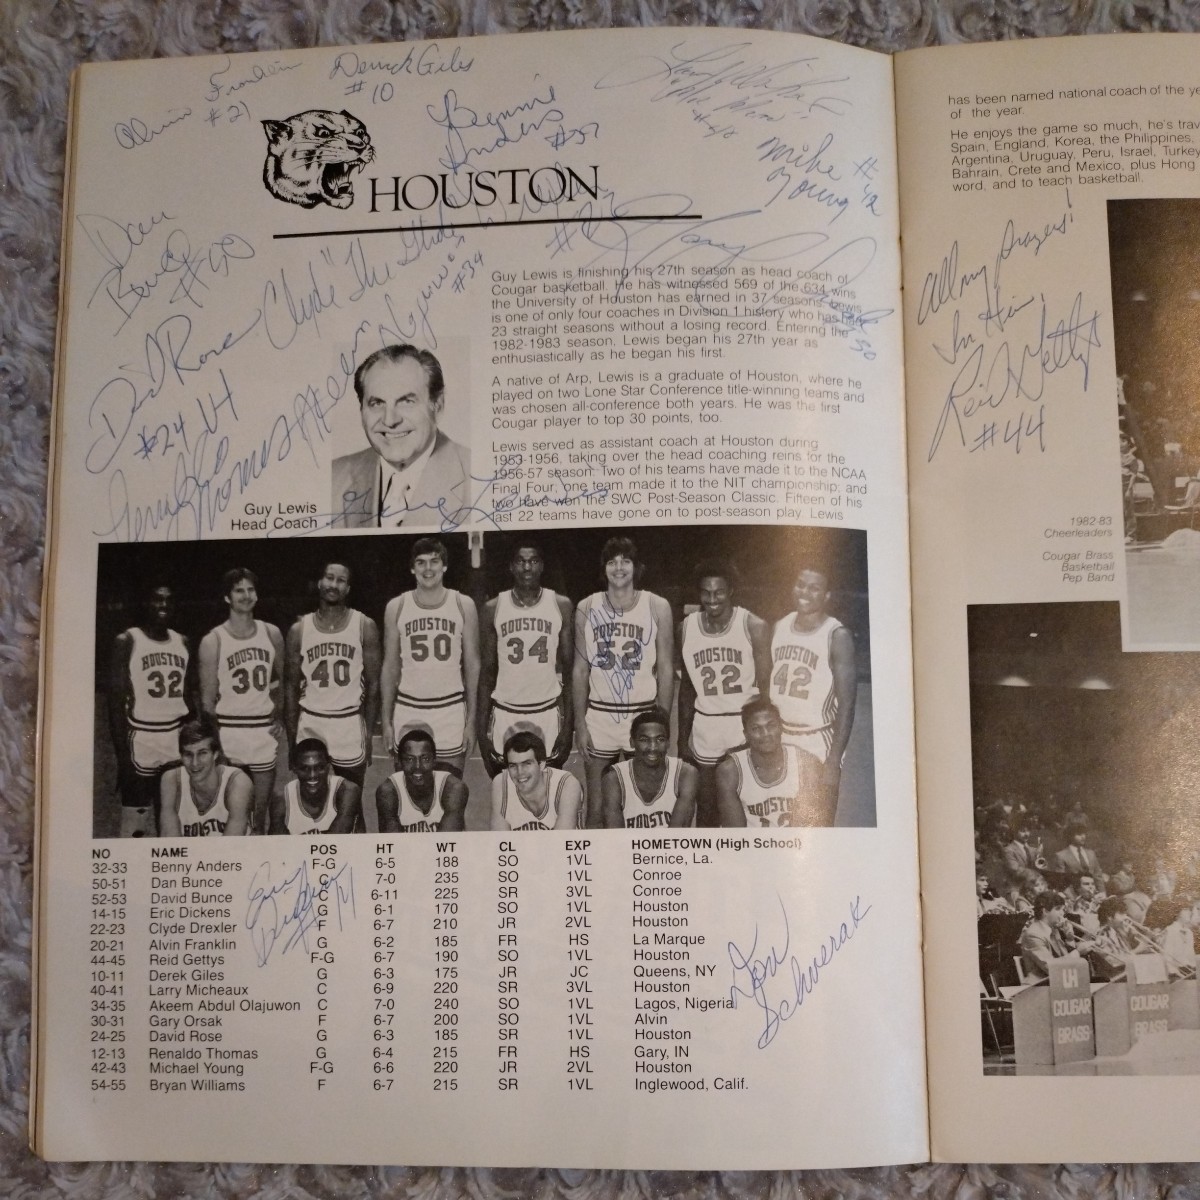 Alvin Franklin
#21
Derrick Giles
#10
Bennie
Anders
#32
#40
Mike
Young
#42
HOUSTON
Dan
Bunce
#50
Clyde "The Glide"
#22
#34
David Rose
#24
Guy Lewis is finishing his 27th season as head coach of
Cougar basketball. He has witnessed 569 of the 634 wins
the University of Houston has earned in 37 seasons. Lewis
is one of only four coaches in Division 1 history who has had
23 straight seasons without a losing record. Entering the
1982-1983 season. Lewis began his 27th year as
enthusiastically as he began his first.
50
A native of Arp, Lewis is a graduate of Houston, where he
played on two Lone Star Conference title-winning teams and
was chosen all-conference both years. He was the first
Cougar player to top 30 points, too.
Lewis served as assistant coach at Houston during
1953-1956, taking over the head coaching reins for the
1956-57 season. Two of his teams have made it to the NCAA
Final Four, one team made it to the NIT championship, and
two have won the SWC Post-Season Classic. Fifteen of his
last 22 teams have gone on to post-season play. Lewis
Guy Lewis
Head Coach
HOUSTON 32
HOUSTON 30
HOUSTON 40
HOUSTON 50
HOUSTON 34
HOUSTON 52
HOUSTON 22
HOUSTON 42
NO NAME POS HT WT CL EXP HOMETOWN (High School)
32-33 Benny Anders F-G 6-5 188 SO 1VL Bernice, La.
50-51 Dan Bunce C 7-0 235 SO 1VL Conroe
52-53 David Bunce C 6-11 225 SR 3VL Conroe
14-15 Eric Dickens G 6-1 170 SO 1VL Houston
22-23 Clyde Drexler F 6-7 210 JR 2VL Houston
20-21 Alvin Franklin G 6-2 185 FR HS La Marque
44-45 Reid Gettys F-G 6-7 190 SO 1VL Houston
10-11 Derek Giles G 6-3 175 JR JC Queens, NY
40-41 Larry Micheaux C 6-9 220 SR 3VL Houston
34-35 Akeem Abdul Olajuwon C 7-0 240 SO 1VL Lagos, Nigeria
30-31 Gary Orsak F 6-7 200 SO 1VL Alvin
24-25 David Rose G 6-3 185 SR 1VL Houston
12-13 Renaldo Thomas G 6-4 215 FR HS Gary, IN
42-43 Michael Young F-G 6-6 220 JR 2VL Houston
54-55 Bryan Williams F 6-7 215 SR 1VL Inglewood, Calif.
Eric
Dickens
#14
Don
Schverak
has been named national coach of the
of the year.
He enjoys the game so much, he's
Spain, England, Korea, the Philippines,
Argentina, Uruguay, Peru, Israel, Turkey
Bahrain, Crete and Mexico, plus Hong
word, and to teach basketball.
All my prayers!
In Him,
Reid Gettys
#44
1982-83
Cheerleaders
Cougar Brass
Basketball
Pep Band
UH
COUGAR
BRASS
COUGAR
BRASS